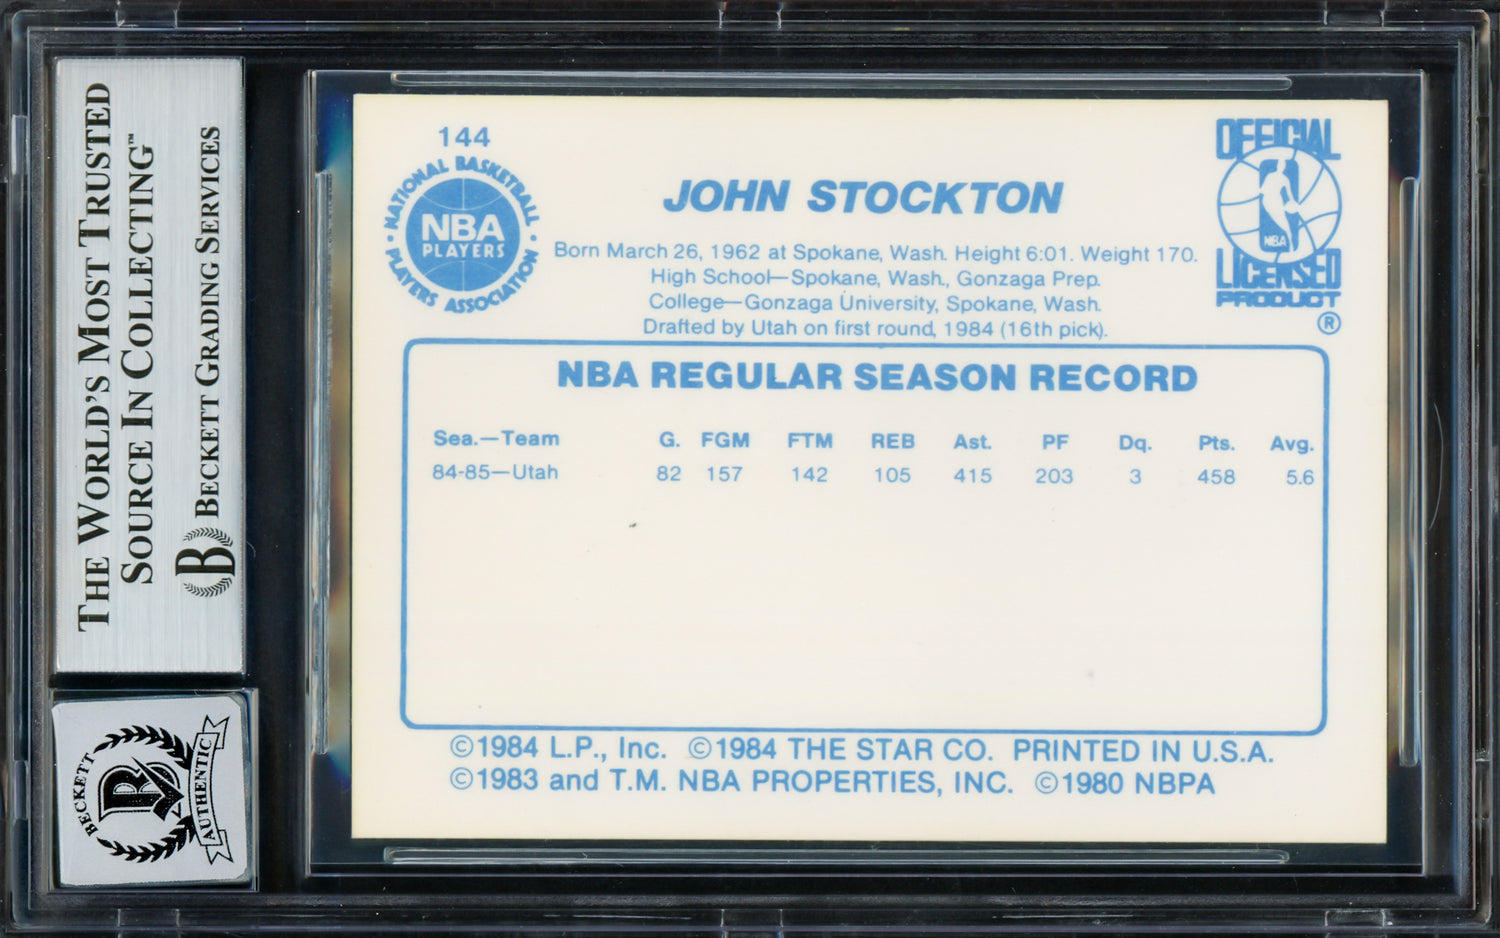 THE WORLD'S MOST TRUSTED
SOURCE IN COLLECTING™
BECKETT GRADING SERVICES
B
BECKETT
B
AUTHENTIC
144
NATIONAL BASKETBALL
NBA
PLAYERS
PLAYERS ASSOCIATION
JOHN STOCKTON
Born March 26, 1962 at Spokane, Wash. Height 6:01. Weight 170.
High School—Spokane, Wash., Gonzaga Prep.
College—Gonzaga University, Spokane, Wash.
Drafted by Utah on first round, 1984 (16th pick).
OFFICIAL
NBA
LICENSED
PRODUCT
®
NBA REGULAR SEASON RECORD
Sea.—Team G. FGM FTM REB Ast. PF Dq. Pts. Avg.
84-85—Utah 82 157 142 105 415 203 3 458 5.6
©1984 L.P., Inc. ©1984 THE STAR CO. PRINTED IN U.S.A.
©1983 and T.M. NBA PROPERTIES, INC. ©1980 NBPA